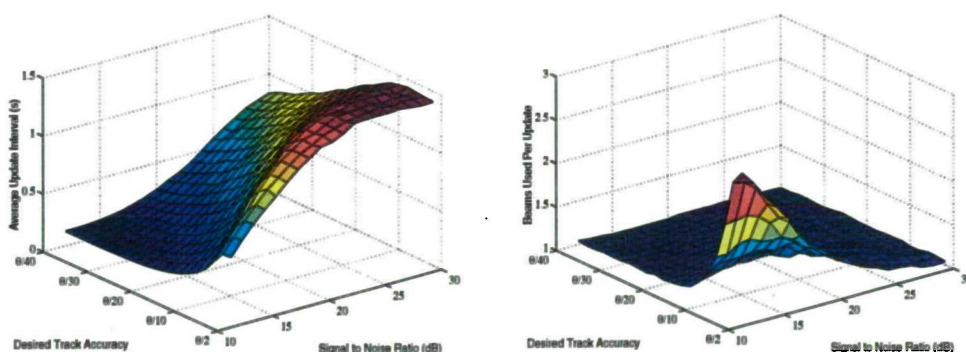 1.5
1
0.5
0
Average Update Interval (s)
θ/40
θ/30
θ/20
θ/10
θ/2
10
15
20
25
30
Desired Track Accuracy
Signal to Noise Ratio (dB)
3
2.5
2
1.5
1
Beams Used Per Update
θ/40
θ/30
θ/20
θ/10
θ/2
10
15
20
25
3
Desired Track Accuracy
Signal to Noise Ratio (dB)